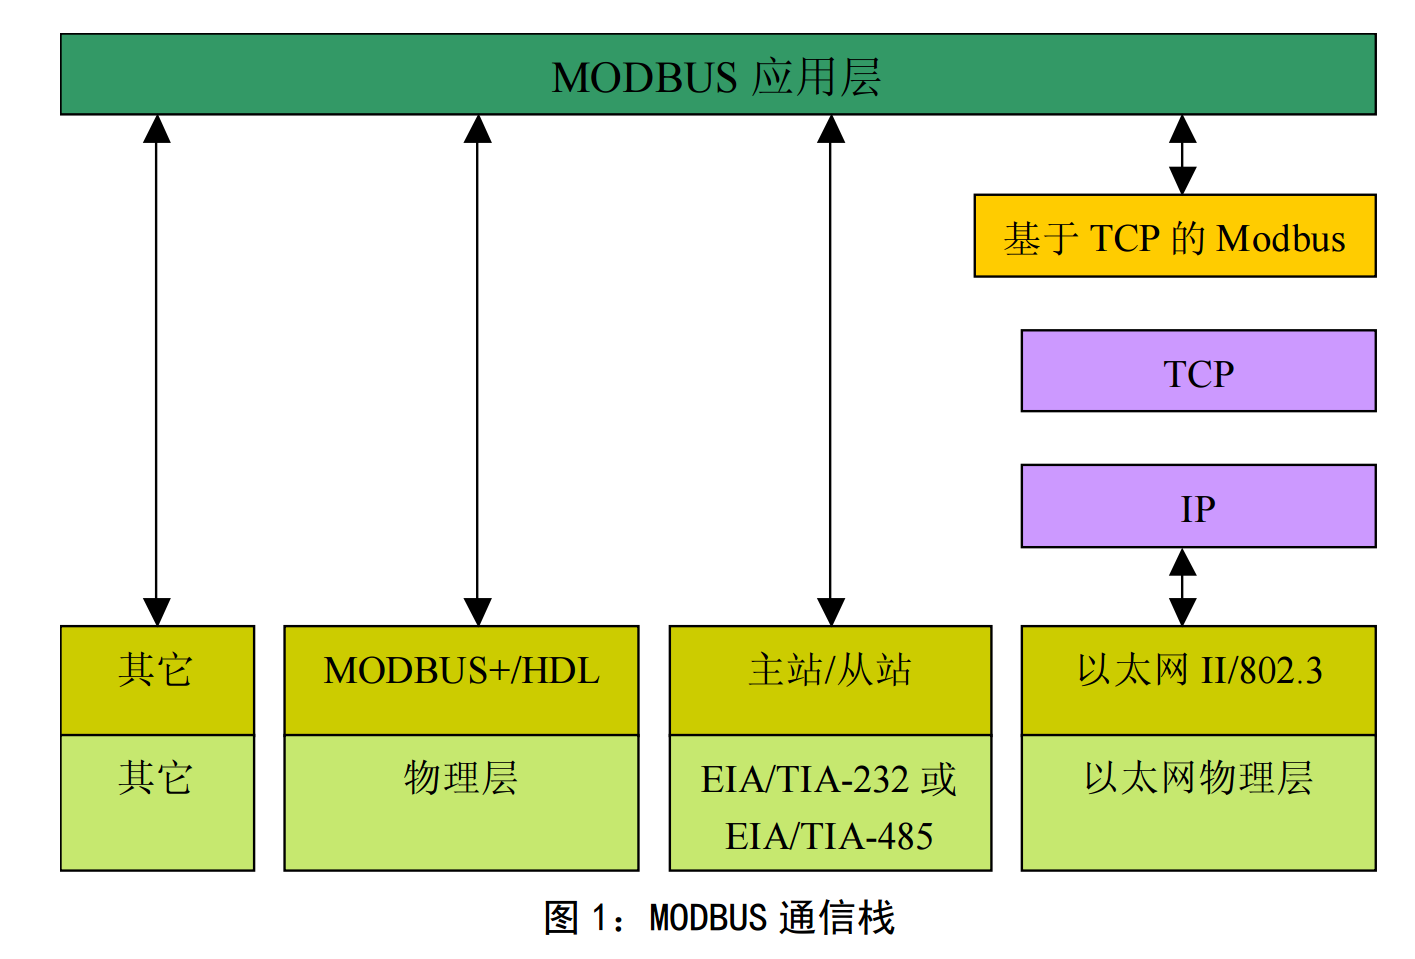 MODBUS 应用层
基于 TCP 的 Modbus
TCP
IP
其它
MODBUS+/HDL
主站/从站
以太网 II/802.3
其它
物理层
EIA/TIA-232 或
EIA/TIA-485
以太网物理层
图 1：MODBUS 通信栈